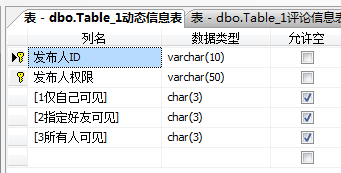 表 - dbo.Table_1动态信息表
表 - dbo.Table_1评论信息表
列名 数据类型 允许空
发布人ID varchar(10)
发布人权限 varchar(50)
[1仅自己可见] char(3)
[2指定好友可见] char(3)
[3所有人可见] char(3)